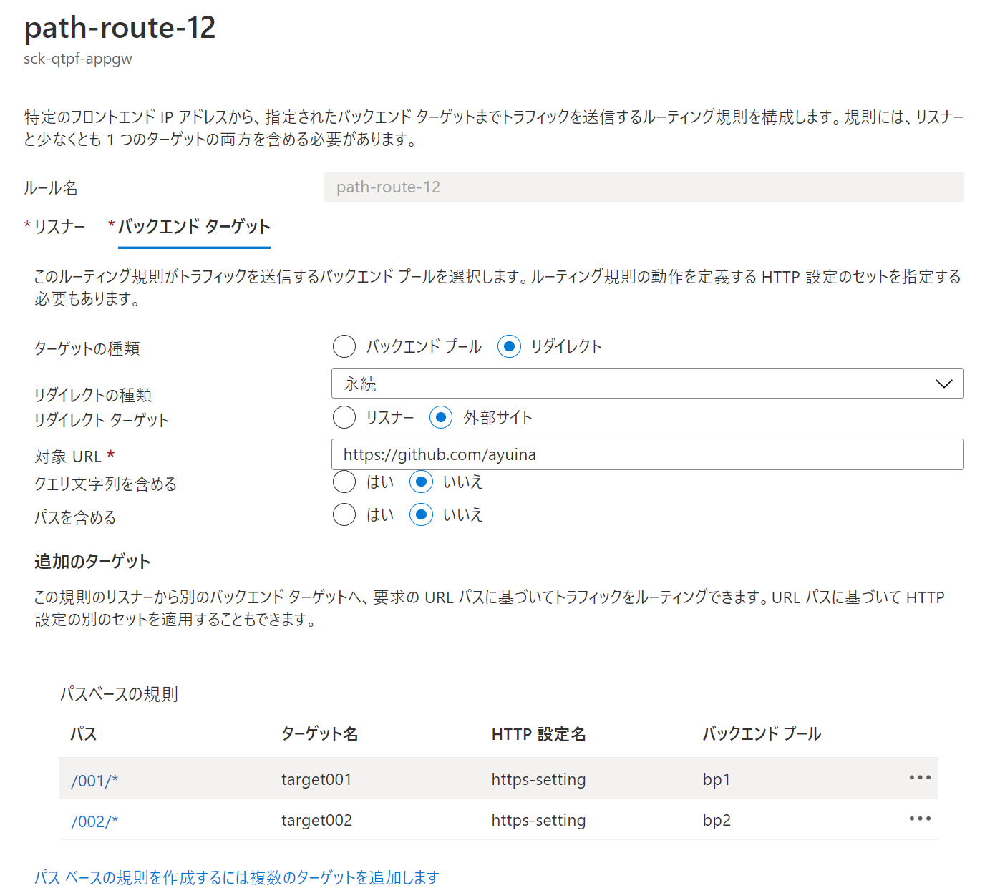 path-route-12
sck-qtpf-appgw
特定のフロントエンド IP アドレスから、指定されたバックエンド ターゲットまでトラフィックを送信するルーティング規則を構成します。規則には、リスナー
と少なくとも 1 つのターゲットの両方を含める必要があります。
ルール名 path-route-12
*リスナー *バックエンド ターゲット
このルーティング規則がトラフィックを送信するバックエンド プールを選択します。ルーティング規則の動作を定義する HTTP 設定のセットを指定する
必要もあります。
ターゲットの種類 バックエンド プール リダイレクト
リダイレクトの種類 永続
リダイレクト ターゲット リスナー 外部サイト
対象 URL * https://github.com/ayuina
クエリ文字列を含める はい いいえ
パスを含める はい いいえ
追加のターゲット
この規則のリスナーから別のバックエンド ターゲットへ、要求の URL パスに基づいてトラフィックをルーティングできます。URL パスに基づいて HTTP
設定の別のセットを適用することもできます。
パスベースの規則
パス ターゲット名 HTTP 設定名 バックエンド プール
/001/* target001 https-setting bp1 •••
/002/* target002 https-setting bp2 •••
パス ベースの規則を作成するには複数のターゲットを追加します